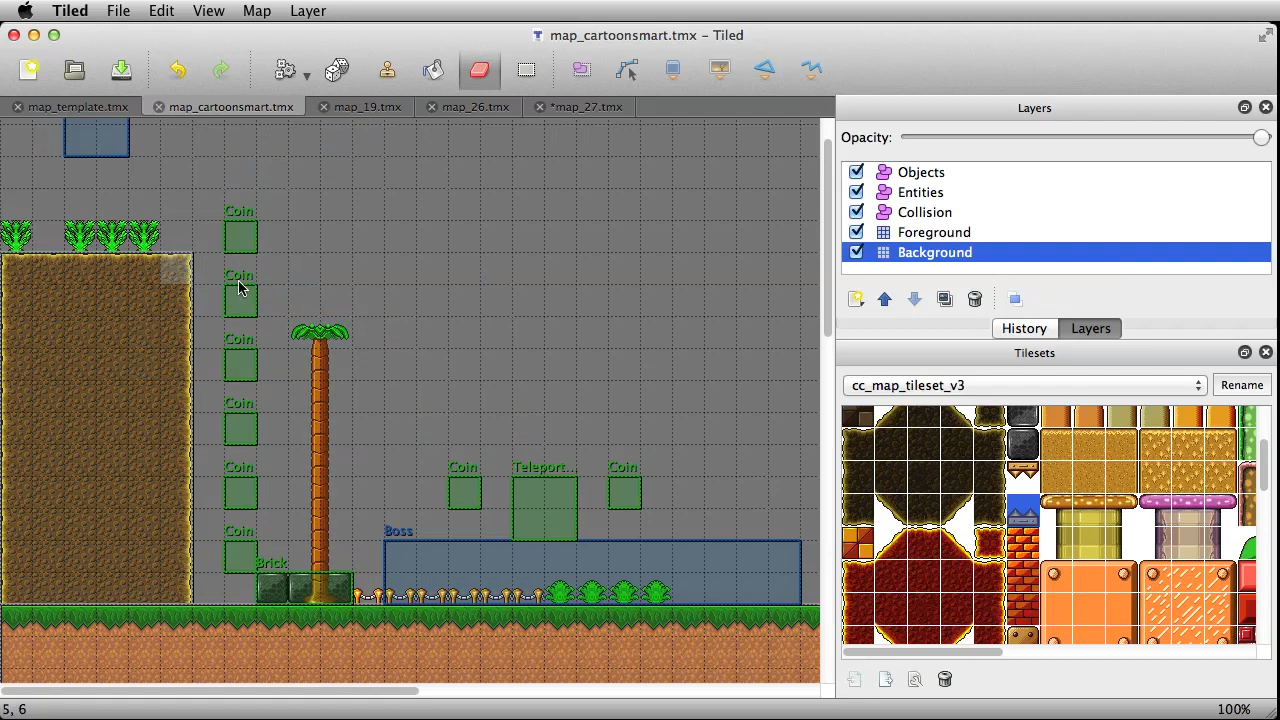 Tiled File Edit View Map Layer
map_cartoonsmart.tmx – Tiled
map_template.tmx map_cartoonsmart.tmx map_19.tmx map_26.tmx *map_27.tmx
Layers
Opacity:
Objects
Entities
Collision
Foreground
Background
History Layers
Tilesets
cc_map_tileset_v3 Rename
Coin
Coin
Coin
Coin
Coin Coin Teleport... Coin
Coin Boss
Brick
5, 6 100%